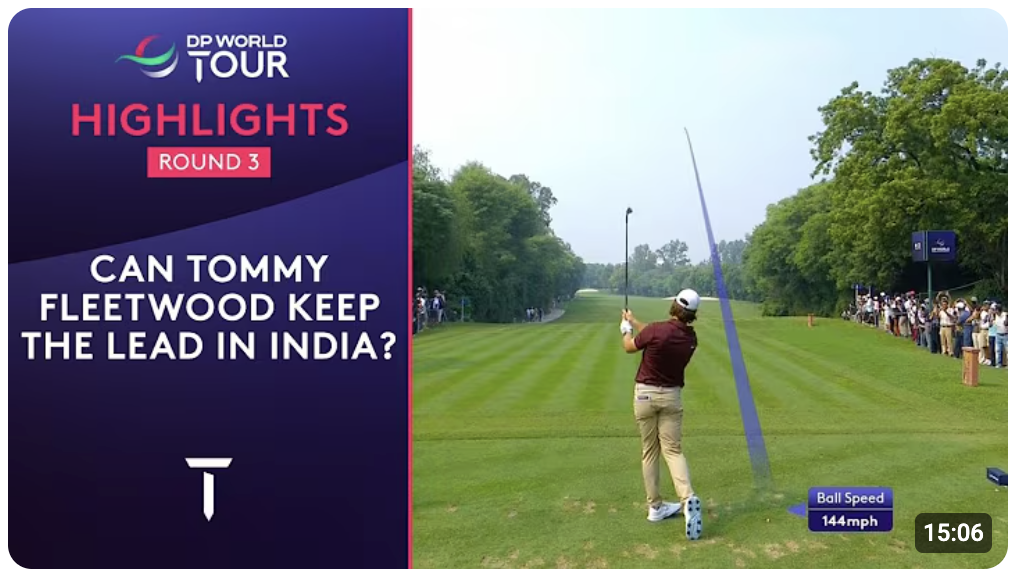 DP WORLD
TOUR
HIGHLIGHTS
ROUND 3
CAN TOMMY
FLEETWOOD KEEP
THE LEAD IN INDIA?
Ball Speed
144mph
15:06